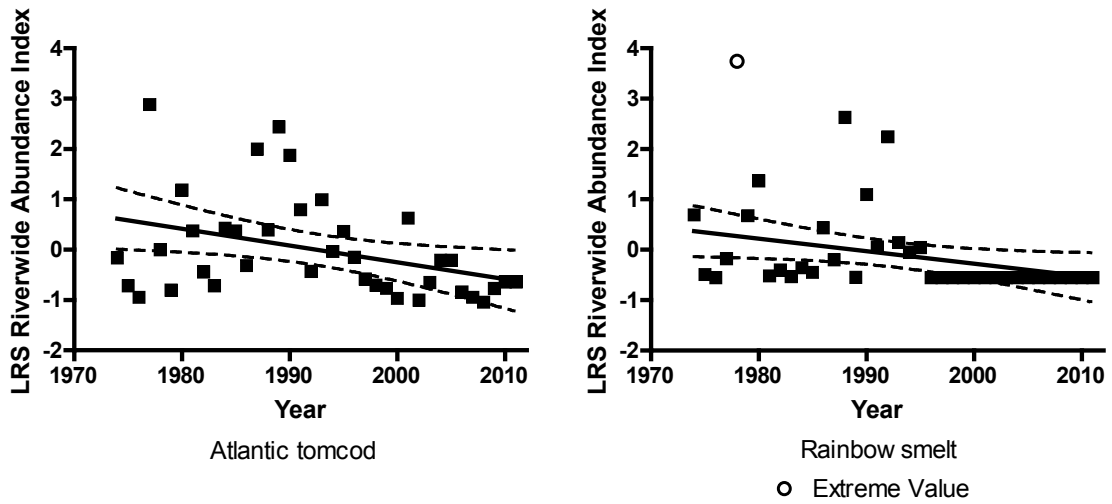 LRS Riverwide Abundance Index
4
3
2
1
0
-1
-2
1970 1980 1990 2000 2010
Year
Atlantic tomcod
LRS Riverwide Abundance Index
4
3
2
1
0
-1
-2
1970 1980 1990 2000 2010
Year
Rainbow smelt
Extreme Value